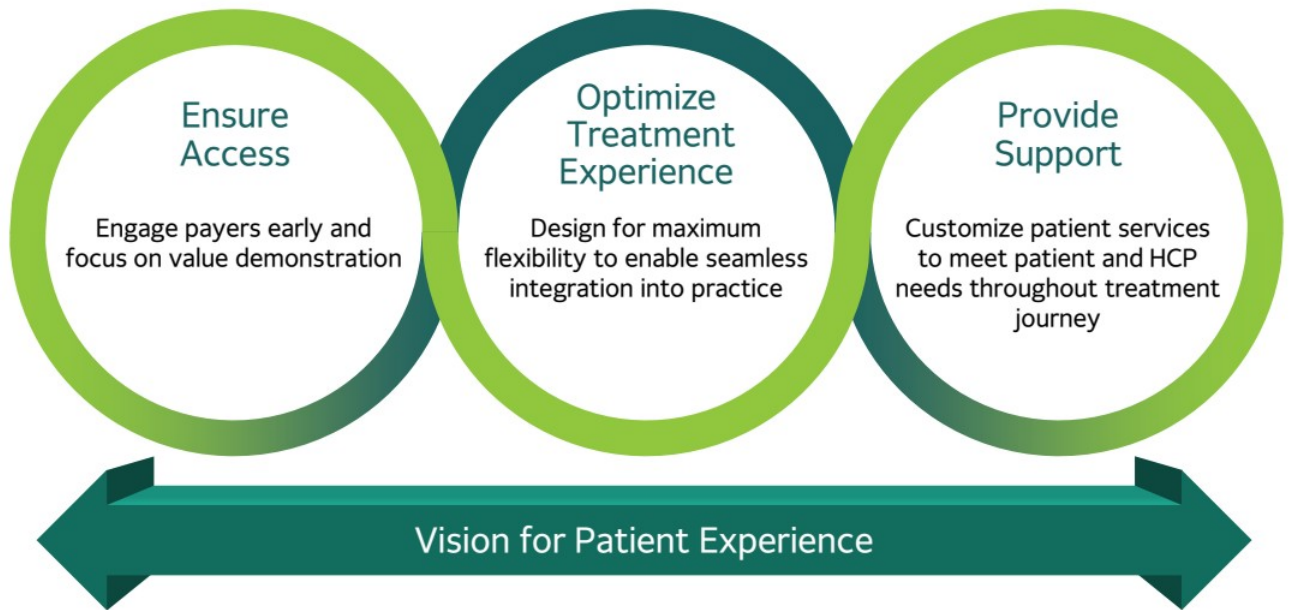 Ensure
Access
Engage payers early and
focus on value demonstration
Optimize
Treatment
Experience
Design for maximum
flexibility to enable seamless
integration into practice
Provide
Support
Customize patient services
to meet patient and HCP
needs throughout treatment
journey
Vision for Patient Experience